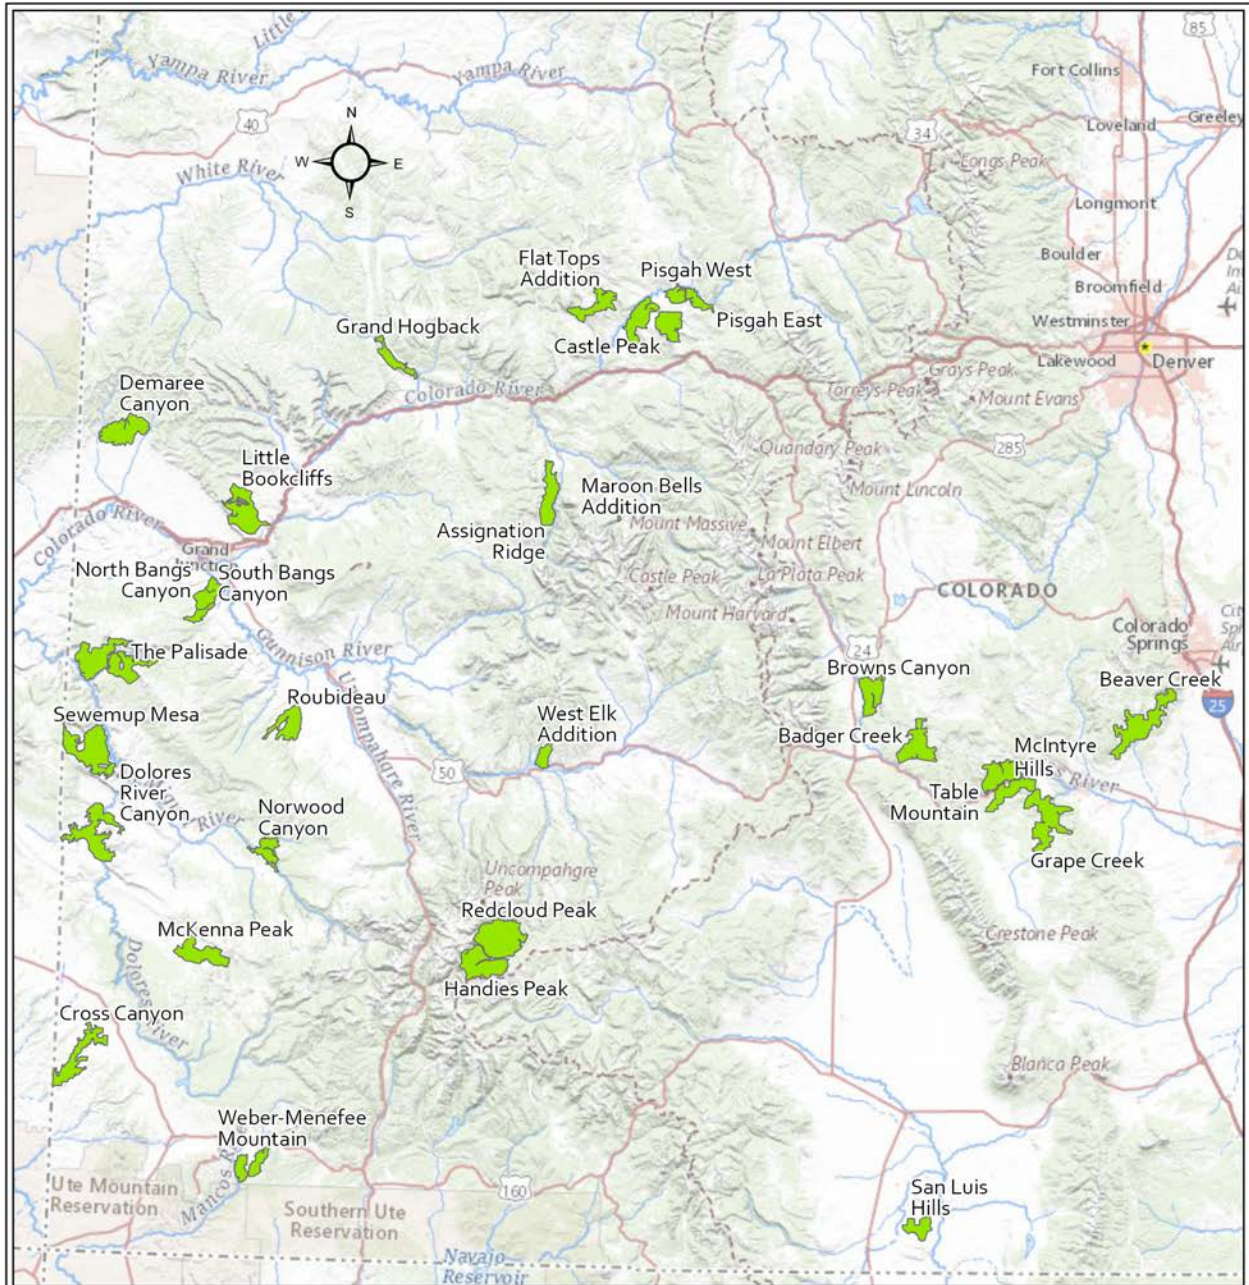 85
Little
Yampa River
Yampa River
Fort Collins
40
N
W
E
S
34
Loveland
Greeley
Longs Peak
White River
Longmont
Boulder
Broomfield
Flat Tops
Addition
Pisgah West
Pisgah East
Westminster
Grand Hogback
Castle Peak
Lakewood
Denver
Grays Peak
Torreys Peak
Mount Evans
Demaree
Canyon
Colorado River
Quandary Peak
285
Little
Bookcliffs
Maroon Bells
Addition
Mount Lincoln
Colorado River
Assignation
Ridge
Mount Massive
Mount Elbert
Grand
Junction
North Bangs
Canyon
South Bangs
Canyon
Castle Peak
La Plata Peak
COLORADO
Mount Harvard
Colorado
Springs
Gunnison River
The Palisade
24
Browns Canyon
Beaver Creek
25
Roubideau
Uncompahgre River
Sewemup Mesa
West Elk
Addition
Badger Creek
McIntyre
Hills
River
50
Dolores
River
Canyon
River
Norwood
Canyon
Table
Mountain
Grape Creek
Uncompahgre
Peak
Redcloud Peak
McKenna Peak
Crestone Peak
Handies Peak
Dolores River
Cross Canyon
Blanca Peak
Weber-Menefee
Mountain
Ute Mountain
Reservation
Mancos River
160
San Luis
Hills
Southern Ute
Reservation
Navajo
Reservoir